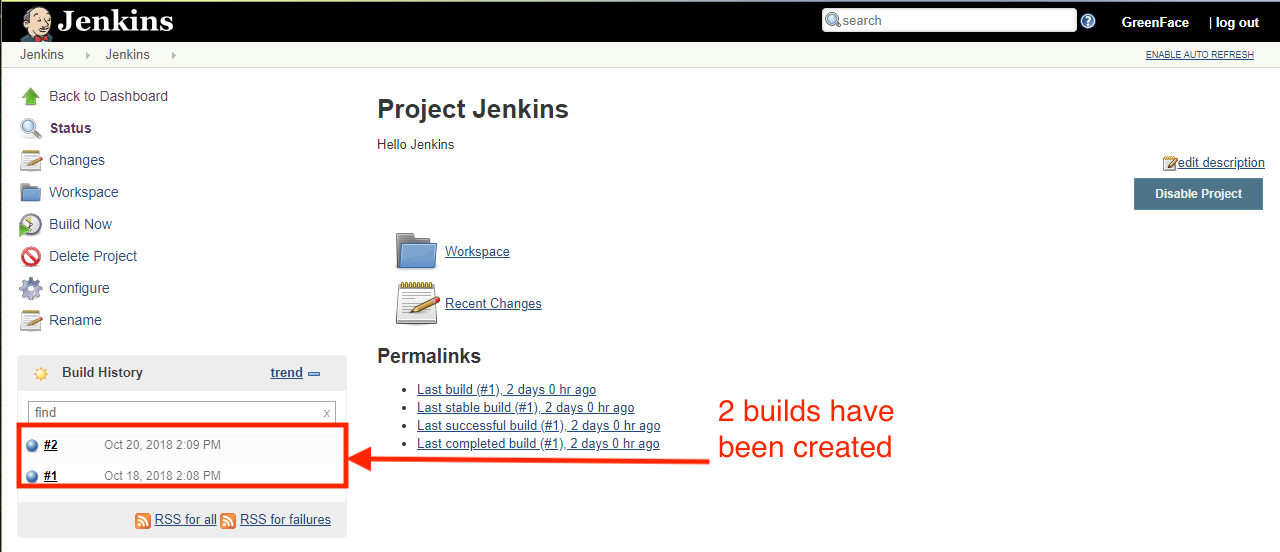 Jenkins
search
?
GreenFace
| log out
Jenkins
Jenkins
ENABLE AUTO REFRESH
Back to Dashboard
Status
Changes
Workspace
Build Now
Delete Project
Configure
Rename
Project Jenkins
Hello Jenkins
edit description
Disable Project
Workspace
Recent Changes
Permalinks
Last build (#1), 2 days 0 hr ago
Last stable build (#1), 2 days 0 hr ago
Last successful build (#1), 2 days 0 hr ago
Last completed build (#1), 2 days 0 hr ago
Build History
trend
find
x
#2 Oct 20, 2018 2:09 PM
#1 Oct 18, 2018 2:08 PM
RSS for all RSS for failures
2 builds have
been created